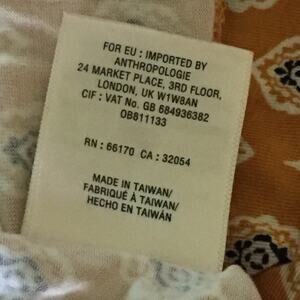 FOR EU : IMPORTED BY
ANTHROPOLOGIE
24 MARKET PLACE, 3RD FLOOR,
LONDON, UK W1W8AN
CIF : VAT No. GB 684936382
OB811133
RN : 66170 CA : 32054
MADE IN TAIWAN/
FABRIQUÉ À TAIWAN/
HECHO EN TAIWÁN